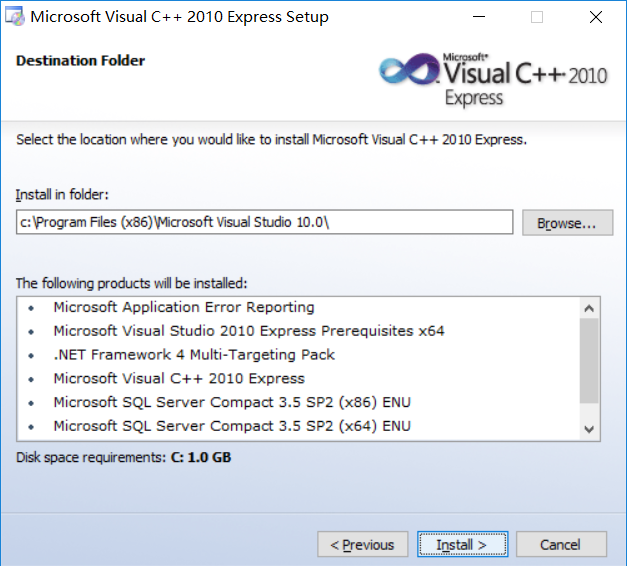 Microsoft Visual C++ 2010 Express Setup
Destination Folder
Microsoft®
Visual C++ 2010
Express
Select the location where you would like to install Microsoft Visual C++ 2010 Express.
Install in folder:
c:\Program Files (x86)\Microsoft Visual Studio 10.0\
Browse...
The following products will be installed:
• Microsoft Application Error Reporting
• Microsoft Visual Studio 2010 Express Prerequisites x64
• .NET Framework 4 Multi-Targeting Pack
• Microsoft Visual C++ 2010 Express
• Microsoft SQL Server Compact 3.5 SP2 (x86) ENU
• Microsoft SQL Server Compact 3.5 SP2 (x64) ENU
Disk space requirements: C: 1.0 GB
< Previous
Install >
Cancel